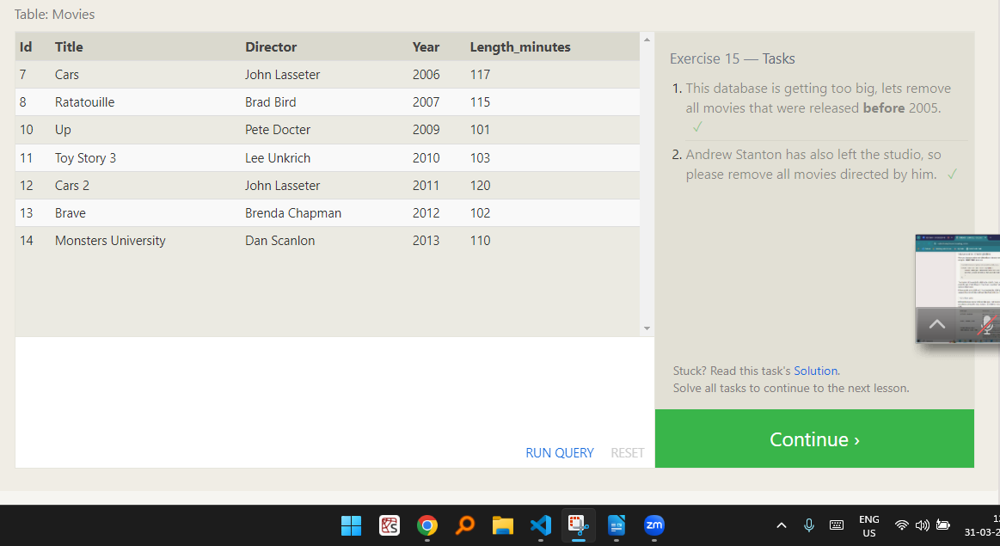 Table: Movies
Id Title Director Year Length_minutes
7 Cars John Lasseter 2006 117
8 Ratatouille Brad Bird 2007 115
10 Up Pete Docter 2009 101
11 Toy Story 3 Lee Unkrich 2010 103
12 Cars 2 John Lasseter 2011 120
13 Brave Brenda Chapman 2012 102
14 Monsters University Dan Scanlon 2013 110
RUN QUERY RESET
Exercise 15 — Tasks
1. This database is getting too big, lets remove
all movies that were released before 2005.
✓
2. Andrew Stanton has also left the studio, so
please remove all movies directed by him. ✓
Stuck? Read this task's Solution.
Solve all tasks to continue to the next lesson.
Continue ›
zm
ENG
US
31-03-2